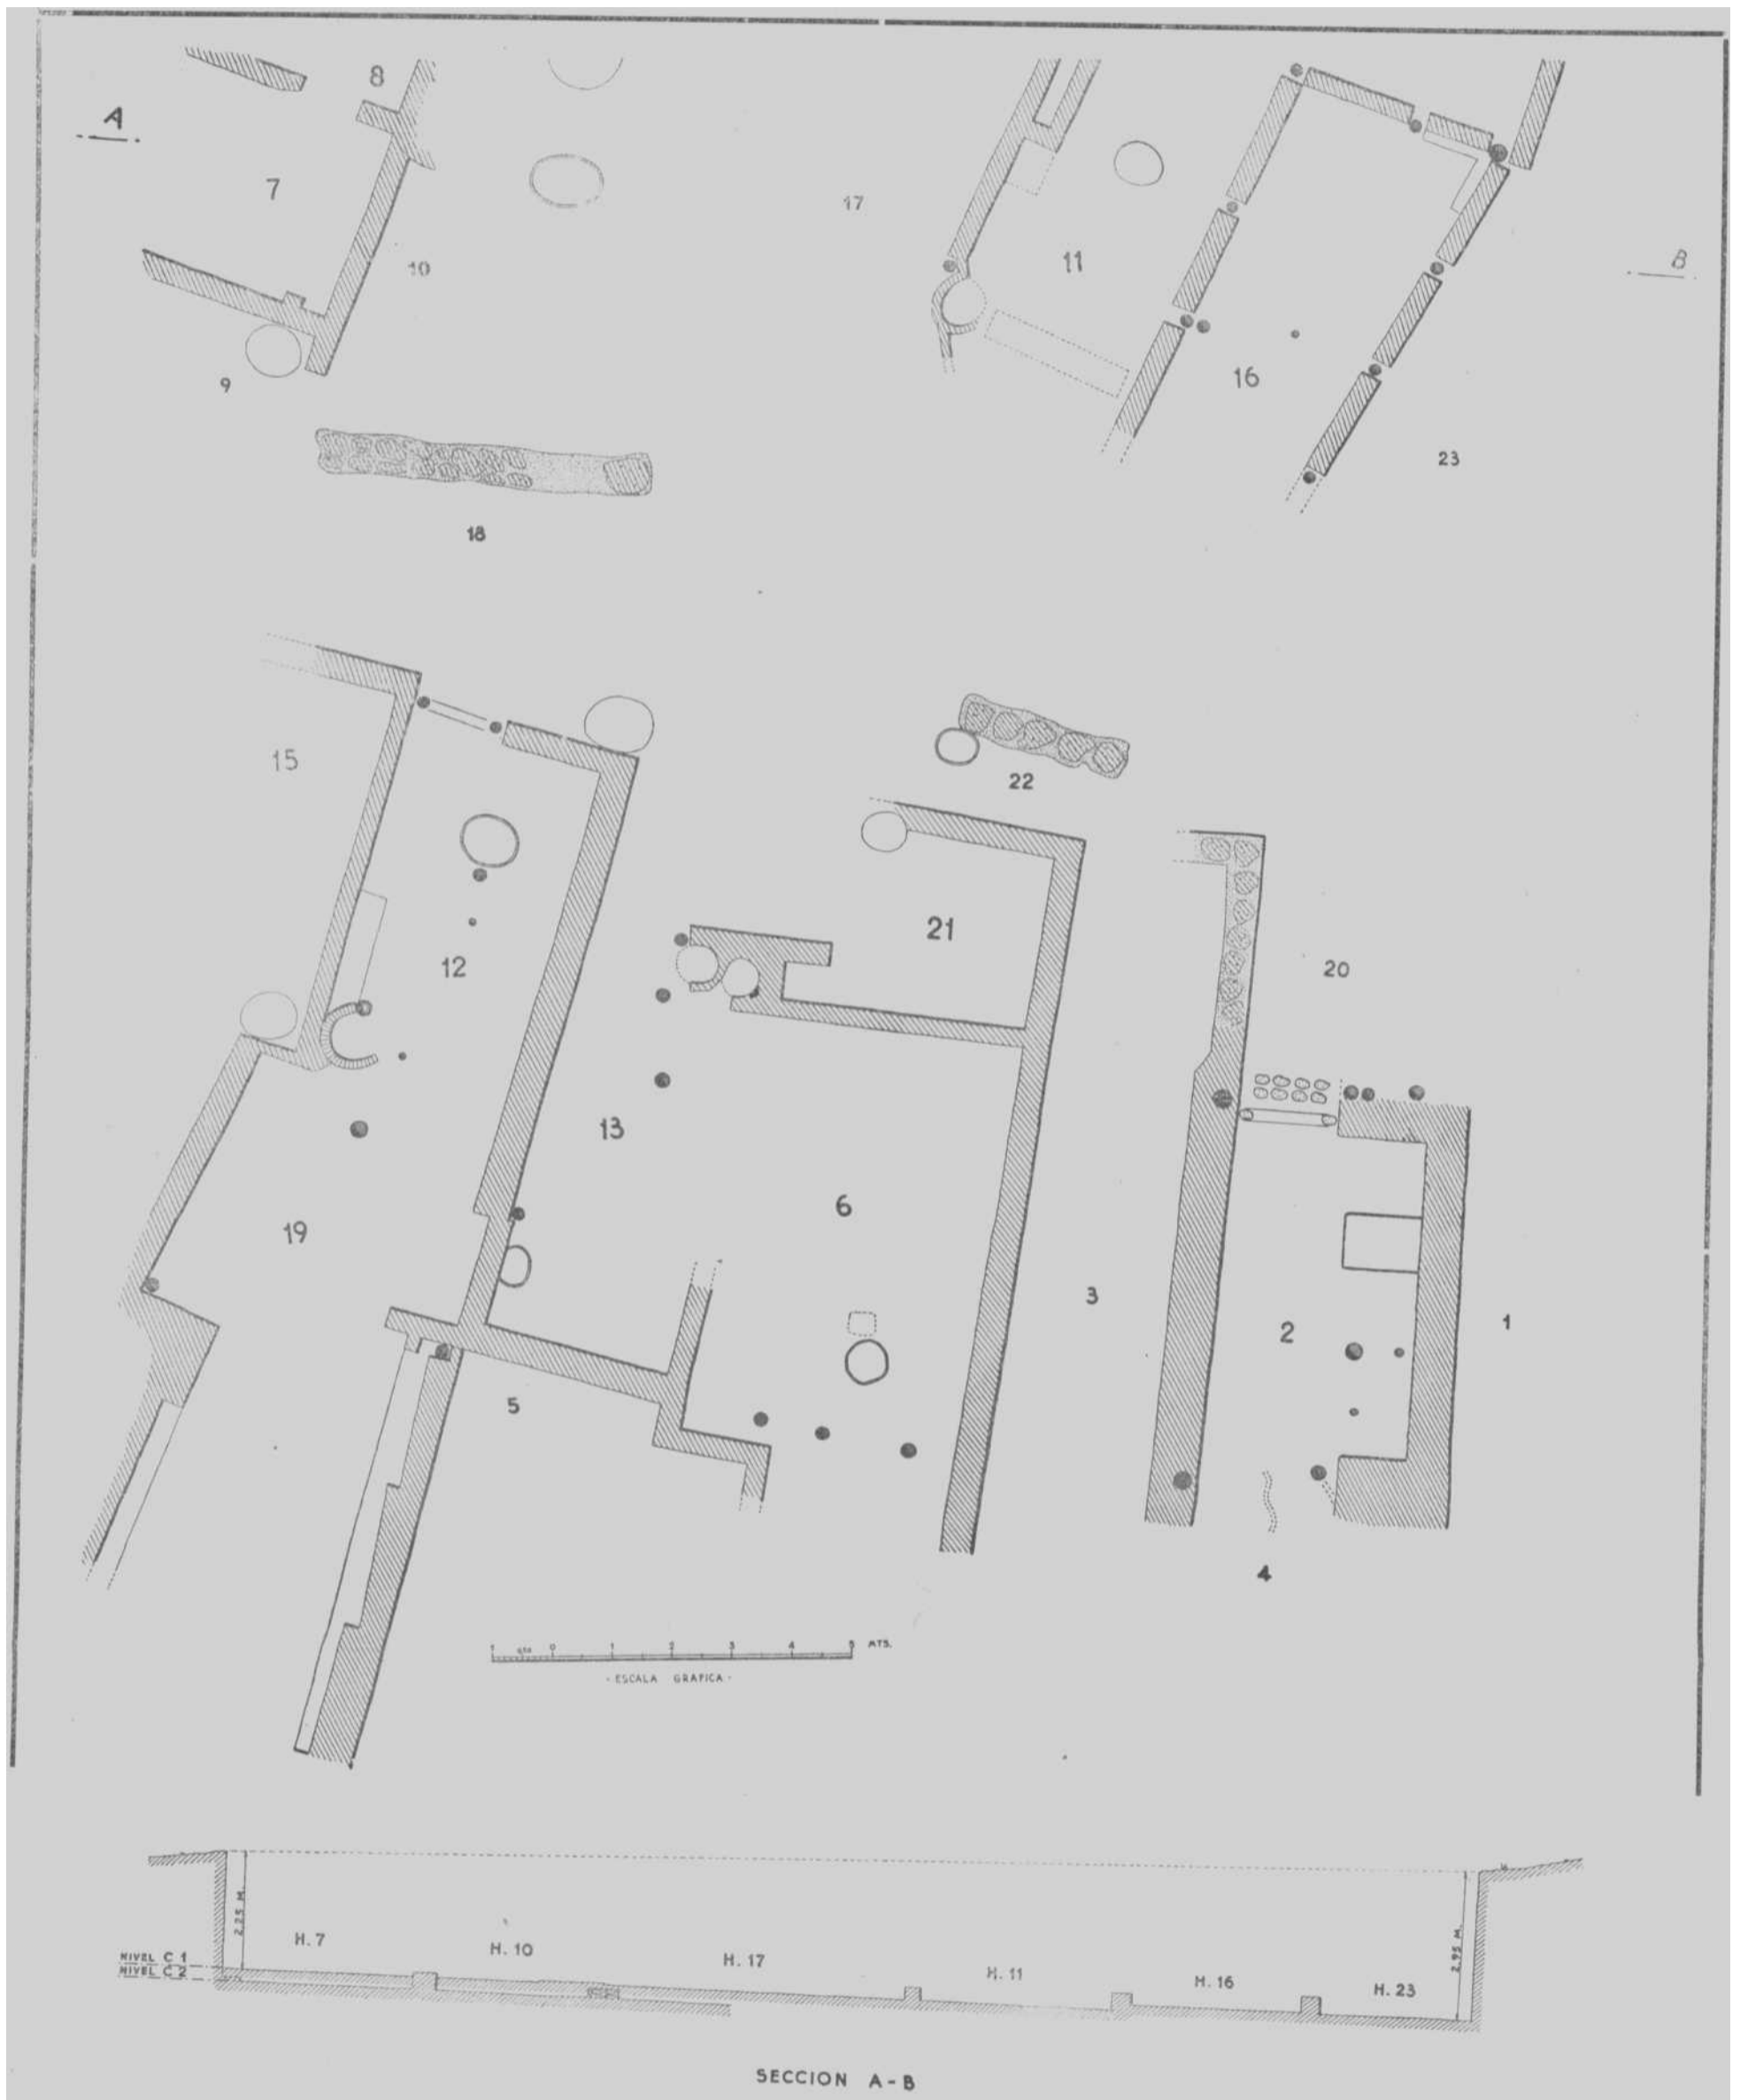 8
A
7
17
10
11
B
9
16
23
18
15
22
21
12
20
13
6
19
3
2
1
5
4
1 0,50 0 1 2 3 4 5 MTS.
- ESCALA GRAFICA -
2,25 M.
H. 7
H. 10
H. 17
H. 11
H. 16
H. 23
2,95 M.
NIVEL C 1
NIVEL C 2
SECCION A-B